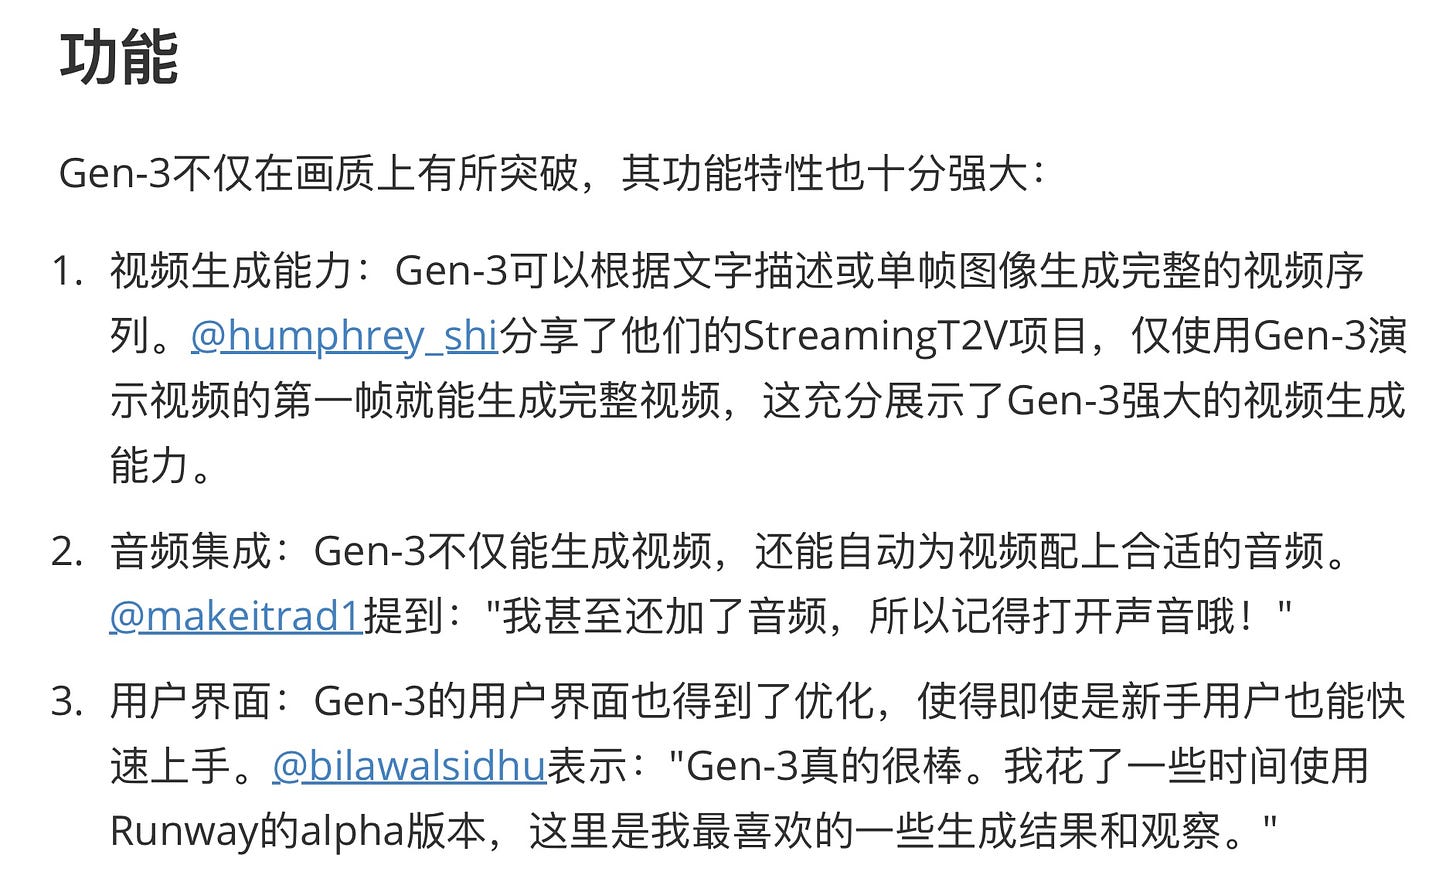 功能
Gen-3不仅在画质上有所突破，其功能特性也十分强大：
1. 视频生成能力：Gen-3可以根据文字描述或单帧图像生成完整的视频序
列。@humphrey_shi分享了他们的StreamingT2V项目，仅使用Gen-3演
示视频的第一帧就能生成完整视频，这充分展示了Gen-3强大的视频生成
能力。
2. 音频集成：Gen-3不仅能生成视频，还能自动为视频配上合适的音频。
@makeitrad1提到："我甚至还加了音频，所以记得打开声音哦！"
3. 用户界面：Gen-3的用户界面也得到了优化，使得即使是新手用户也能快
速上手。@bilawalsidhu表示："Gen-3真的很棒。我花了一些时间使用
Runway的alpha版本，这里是我最喜欢的一些生成结果和观察。"